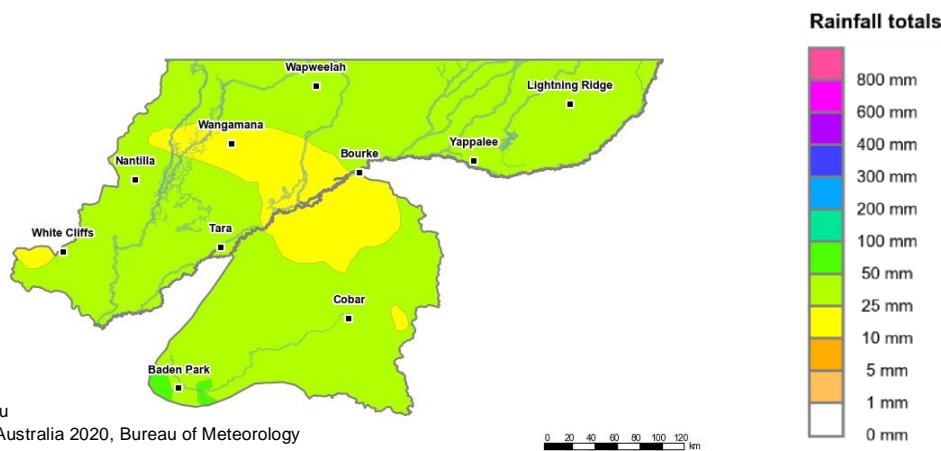 Rainfall totals
Wapweelah
Lightning Ridge
Wangamana
Bourke
Yappalee
Nantilla
White Cliffs
Tara
Cobar
Baden Park
800 mm
600 mm
400 mm
300 mm
200 mm
100 mm
50 mm
25 mm
10 mm
5 mm
1 mm
0 mm
u
Australia 2020, Bureau of Meteorology
0 20 40 60 80 100 120
km